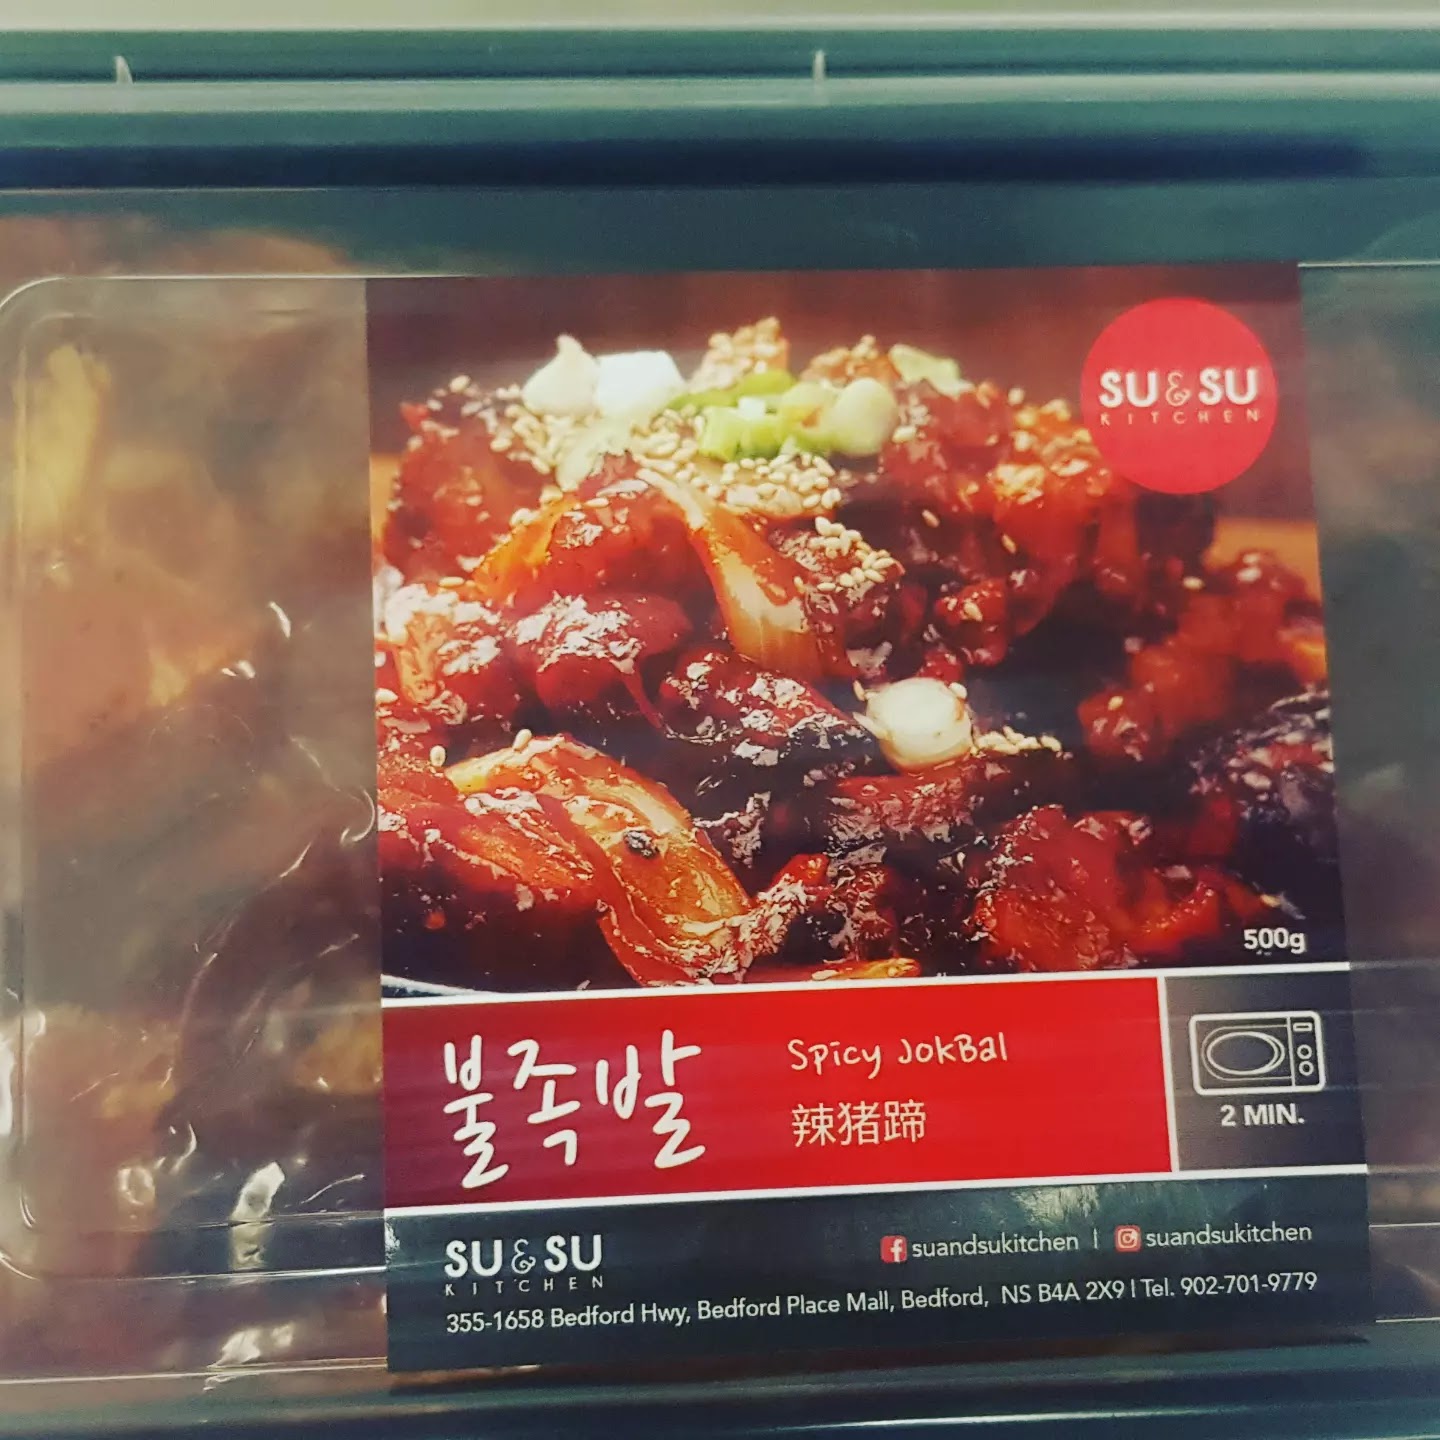 SU & SU
KITCHEN
500g
불족발
Spicy JokBal
辣猪蹄
2 MIN.
SU & SU
KITCHEN
suandsukitchen | suandsukitchen
355-1658 Bedford Hwy, Bedford Place Mall, Bedford, NS B4A 2X9 | Tel. 902-701-9779